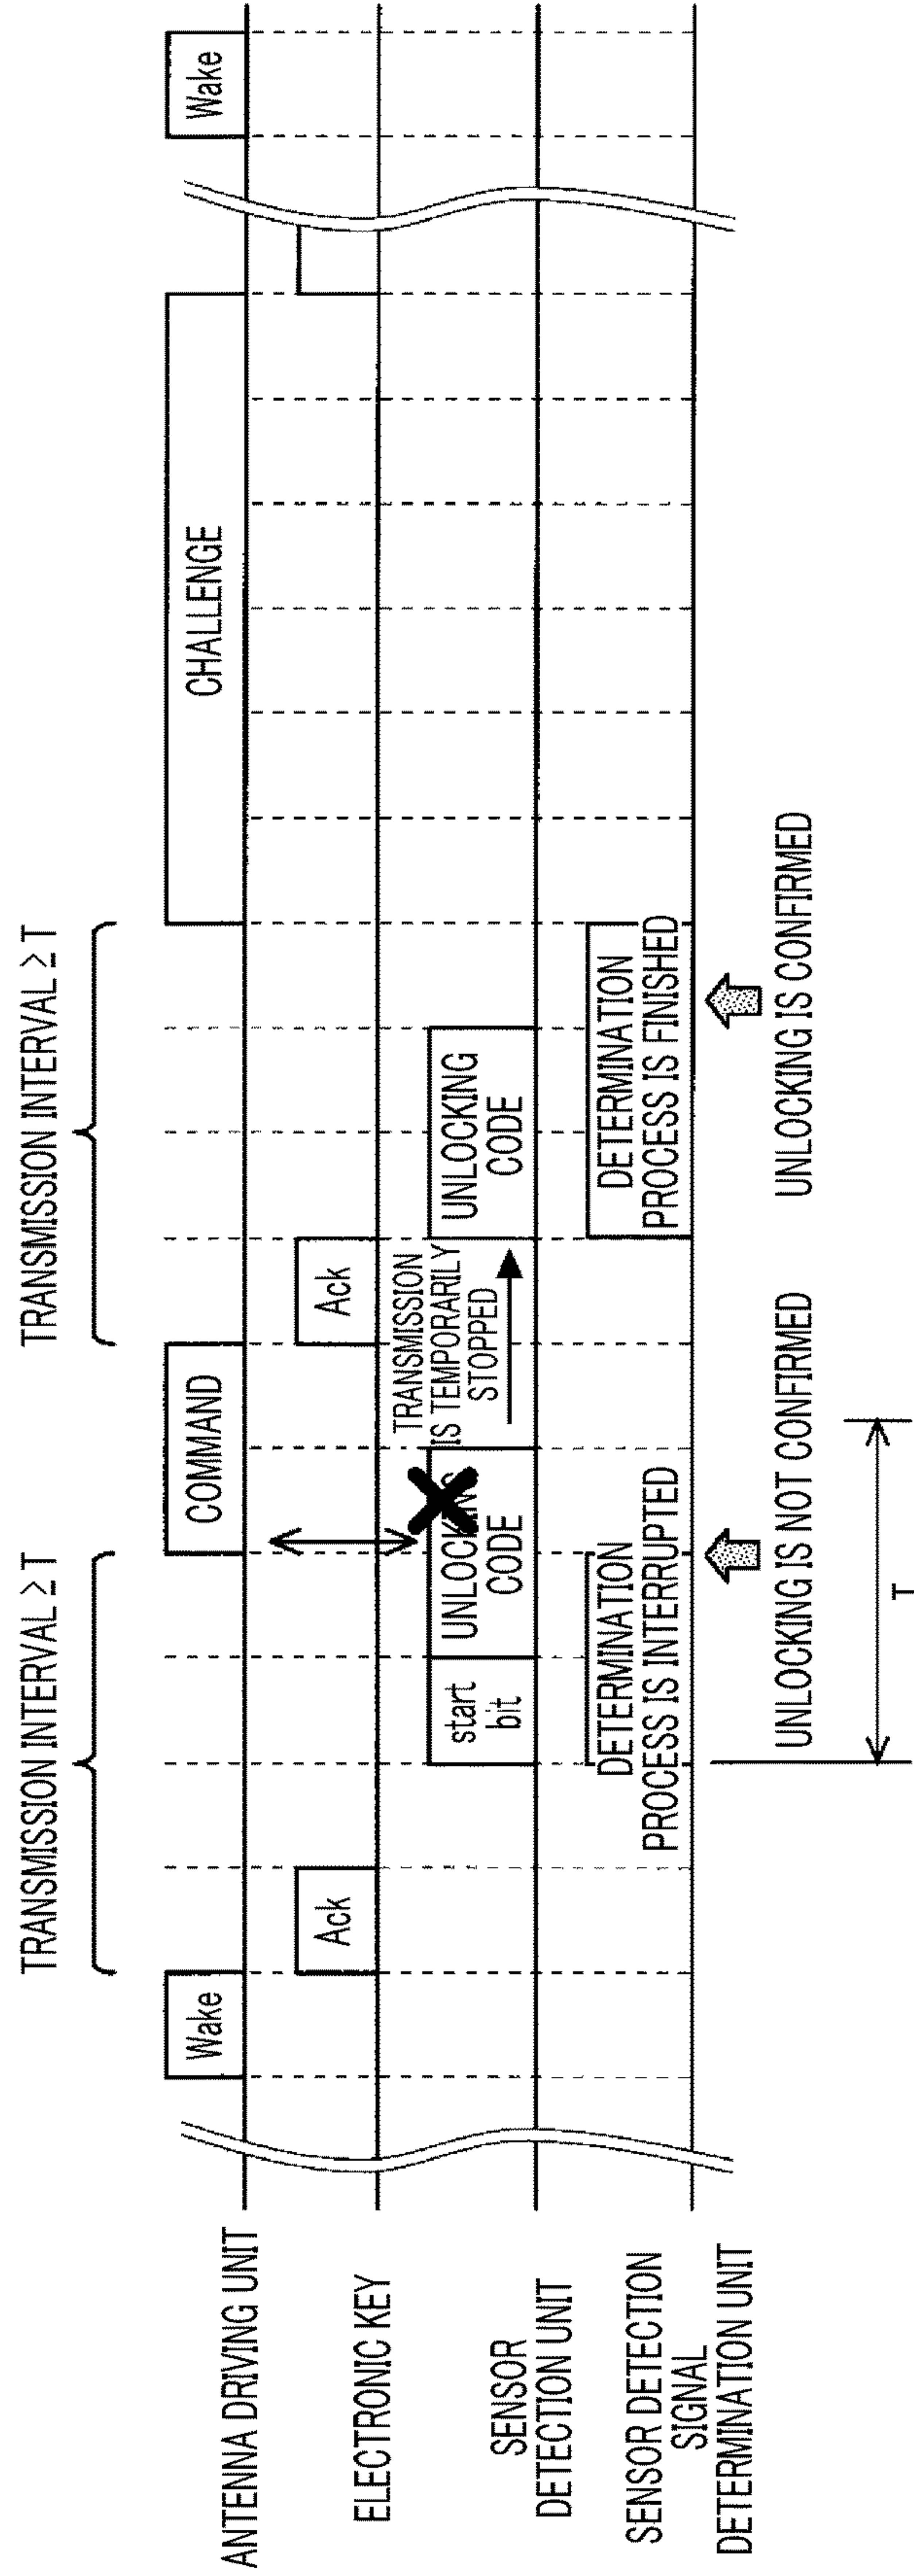 TRANSMISSION INTERVAL ≥ T
TRANSMISSION INTERVAL ≥ T
ANTENNA DRIVING UNIT
Wake
COMMAND
CHALLENGE
Wake
ELECTRONIC KEY
Ack
Ack
SENSOR
DETECTION UNIT
start
bit
UNLOCKING
CODE
TRANSMISSION
IS TEMPORARILY
STOPPED
UNLOCKING
CODE
SENSOR DETECTION
SIGNAL
DETERMINATION UNIT
DETERMINATION
PROCESS IS INTERRUPTED
DETERMINATION
PROCESS IS FINISHED
UNLOCKING IS NOT CONFIRMED
UNLOCKING IS CONFIRMED
T